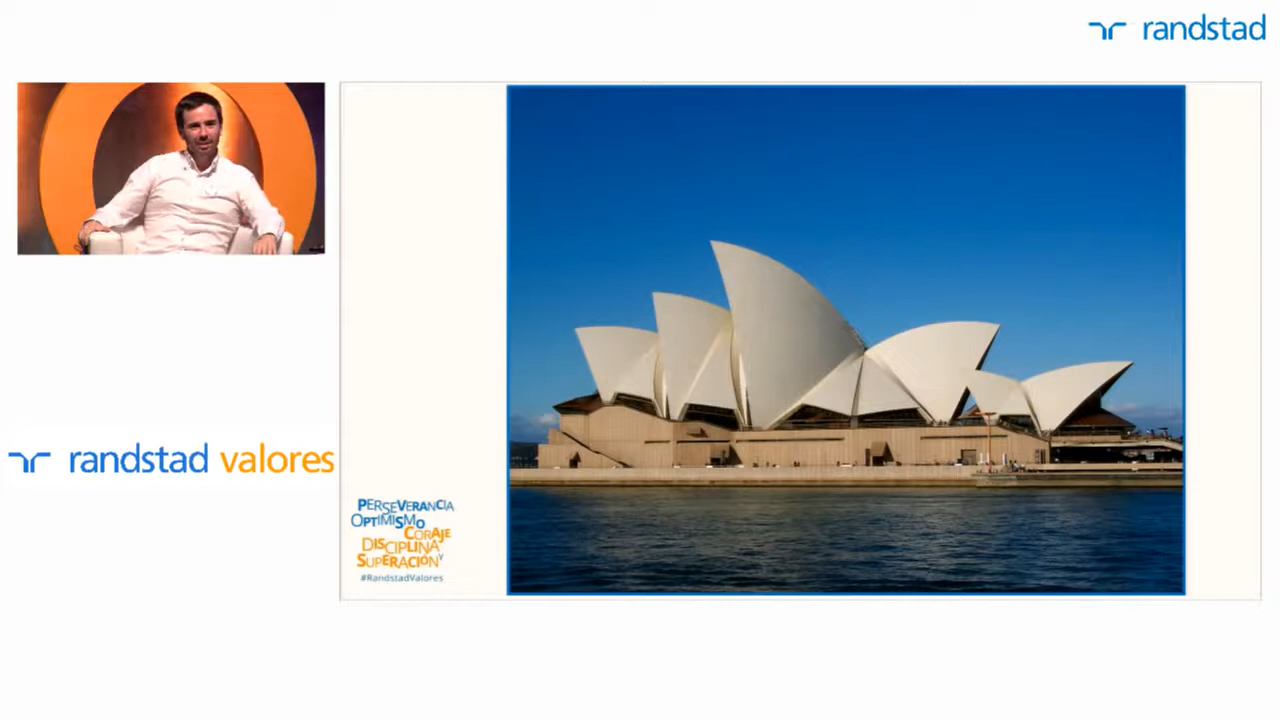 randstad
randstad valores
PERSEVERANCIA
OPTIMISMO
CORAJE
DISCIPLINA
Y
SUPERACIÓN
#RandstadValores